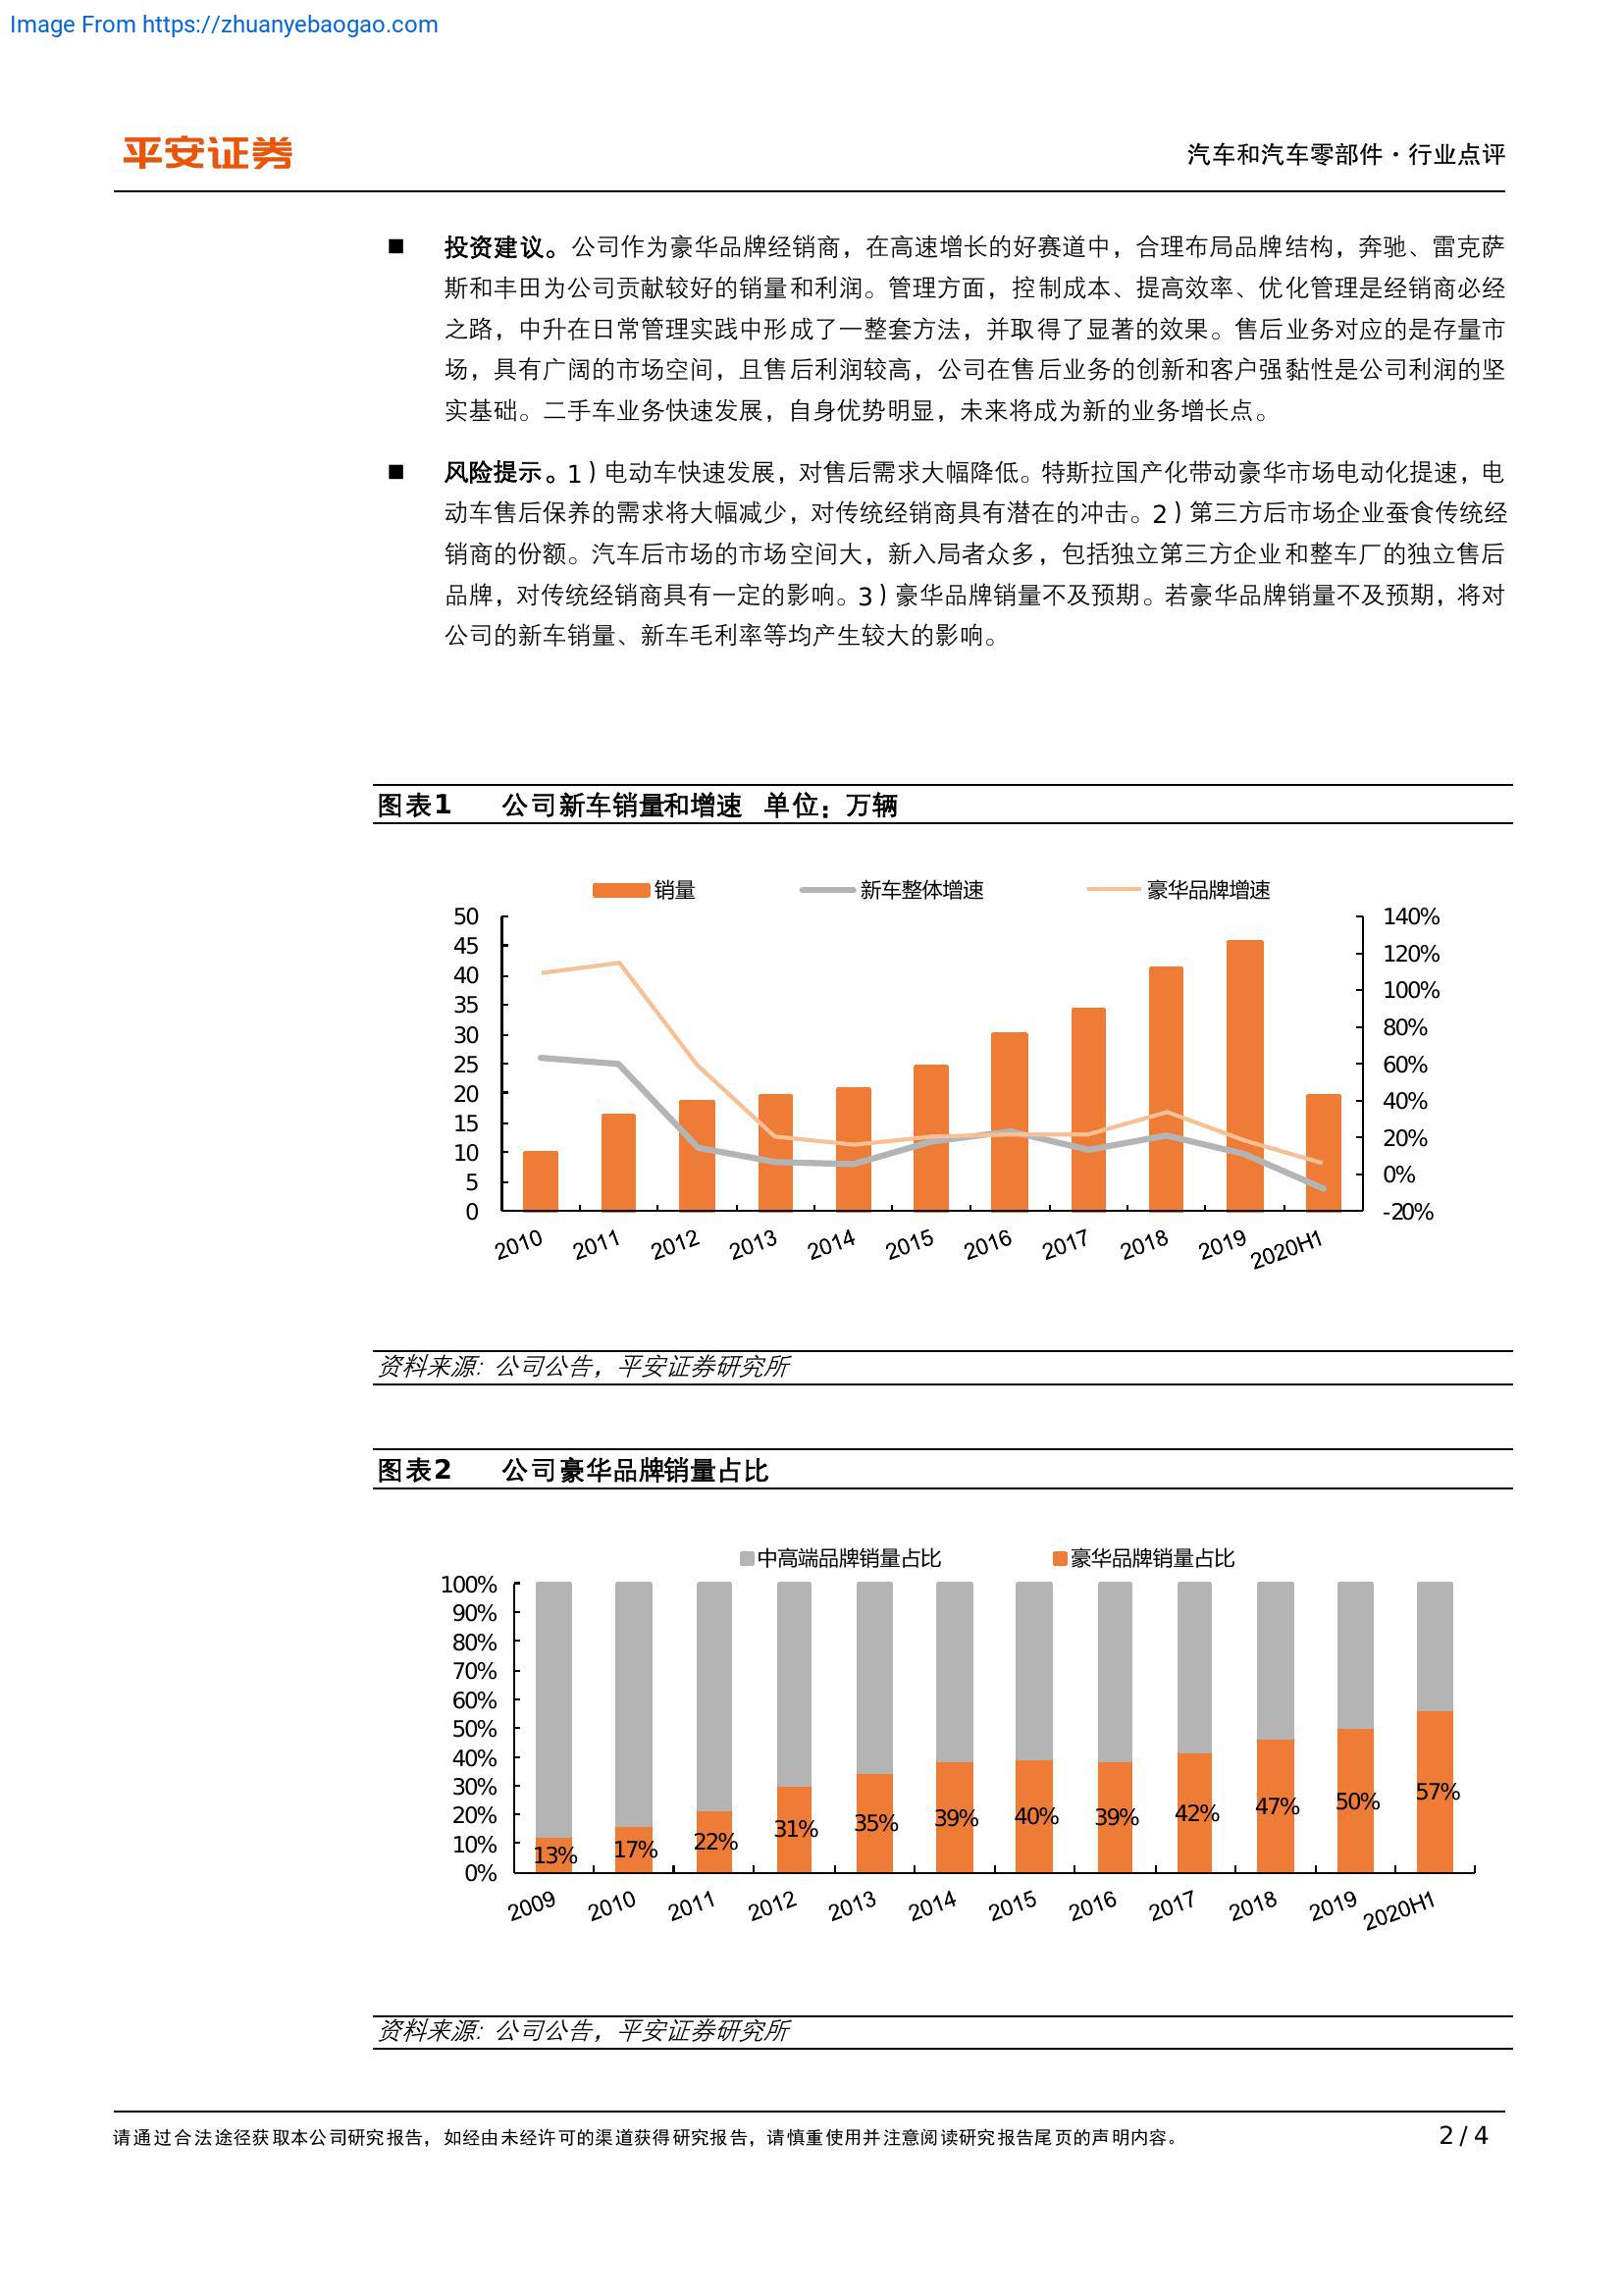 Image From https://zhuanyebaogao.com
平安证券
汽车和汽车零部件·行业点评
■ 投资建议。公司作为豪华品牌经销商，在高速增长的好赛道中，合理布局品牌结构，奔驰、雷克萨
斯和丰田为公司贡献较好的销量和利润。管理方面，控制成本、提高效率、优化管理是经销商必经
之路，中升在日常管理实践中形成了一整套方法，并取得了显著的效果。售后业务对应的是存量市
场，具有广阔的市场空间，且售后利润较高，公司在售后业务的创新和客户强黏性是公司利润的坚
实基础。二手车业务快速发展，自身优势明显，未来将成为新的业务增长点。
■ 风险提示。1）电动车快速发展，对售后需求大幅降低。特斯拉国产化带动豪华市场电动化提速，电
动车售后保养的需求将大幅减少，对传统经销商具有潜在的冲击。2）第三方后市场企业蚕食传统经
销商的份额。汽车后市场的市场空间大，新入局者众多，包括独立第三方企业和整车厂的独立售后
品牌，对传统经销商具有一定的影响。3）豪华品牌销量不及预期。若豪华品牌销量不及预期，将对
公司的新车销量、新车毛利率等均产生较大的影响。
图表1 公司新车销量和增速 单位：万辆
销量 新车整体增速 豪华品牌增速
50 140%
45 120%
40 100%
35 80%
30 60%
25 40%
20 20%
15 0%
10 -20%
5
0
2010 2011 2012 2013 2014 2015 2016 2017 2018 2019 2020H1
资料来源：公司公告，平安证券研究所
图表2 公司豪华品牌销量占比
中高端品牌销量占比 豪华品牌销量占比
100%
90%
80%
70%
60%
50%
40%
30%
20%
10%
0%
13% 17% 22% 31% 35% 39% 40% 39% 42% 47% 50% 57%
2009 2010 2011 2012 2013 2014 2015 2016 2017 2018 2019 2020H1
资料来源：公司公告，平安证券研究所
请通过合法途径获取本公司研究报告，如经由未经许可的渠道获得研究报告，请慎重使用并注意阅读研究报告尾页的声明内容。
2 / 4